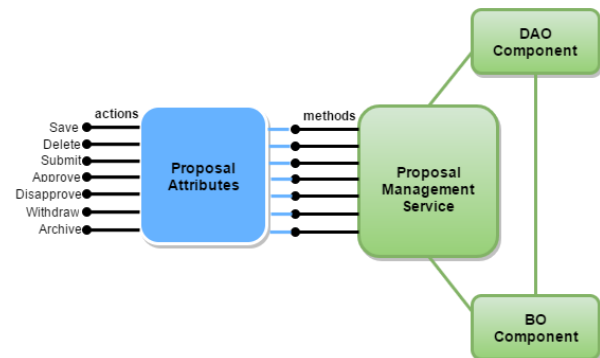 DAO
Component
actions
methods
Save
Delete
Submit
Approve
Disapprove
Withdraw
Archive
Proposal
Attributes
Proposal
Management
Service
BO
Component